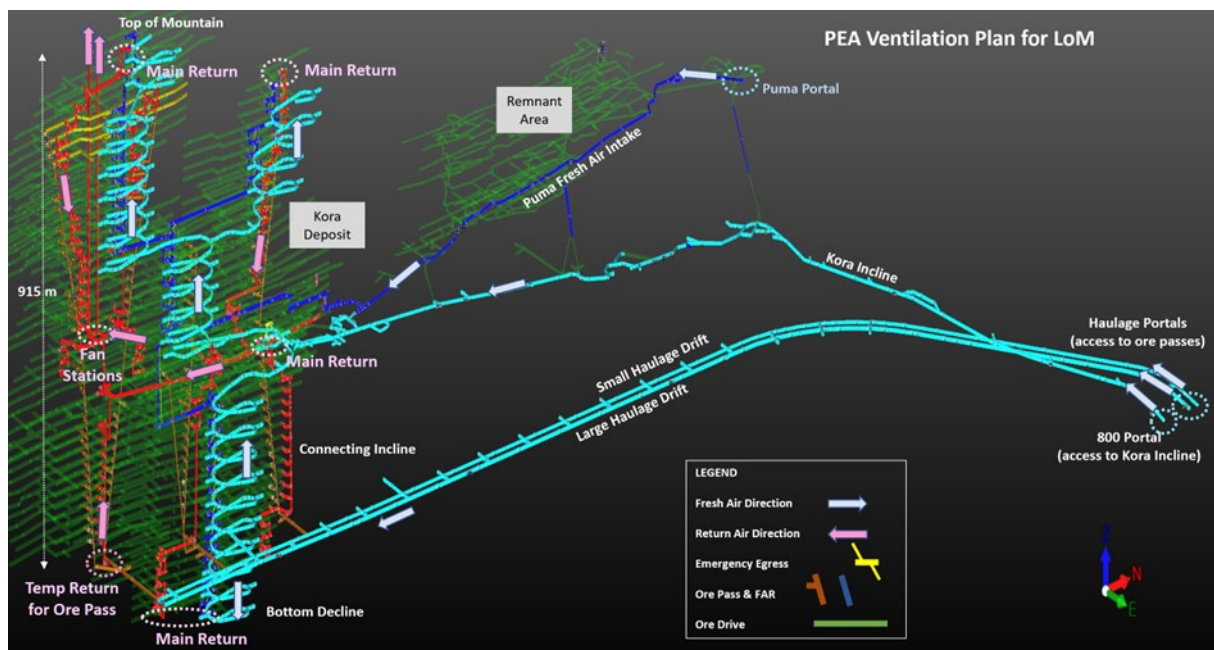 PEA Ventilation Plan for LoM
Top of Mountain
Main Return
Main Return
Puma Portal
Remnant
Area
Puma Fresh Air Intake
Kora
Deposit
915 m
Kora Incline
Haulage Portals
(access to ore passes)
Fan
Stations
Main Return
Small Haulage Drift
Large Haulage Drift
800 Portal
(access to Kora Incline)
Connecting Incline
LEGEND
Fresh Air Direction
Return Air Direction
Emergency Egress
Ore Pass & FAR
Ore Drive
Temp Return
for Ore Pass
Bottom Decline
Main Return
Z
N
E